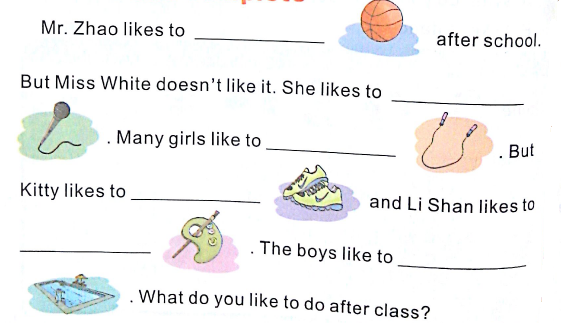 Mr. Zhao likes to ____________ after school.
But Miss White doesn't like it. She likes to ____________
. Many girls like to ____________ . But
Kitty likes to ____________ and Li Shan likes to
____________ . The boys like to ____________
. What do you like to do after class?